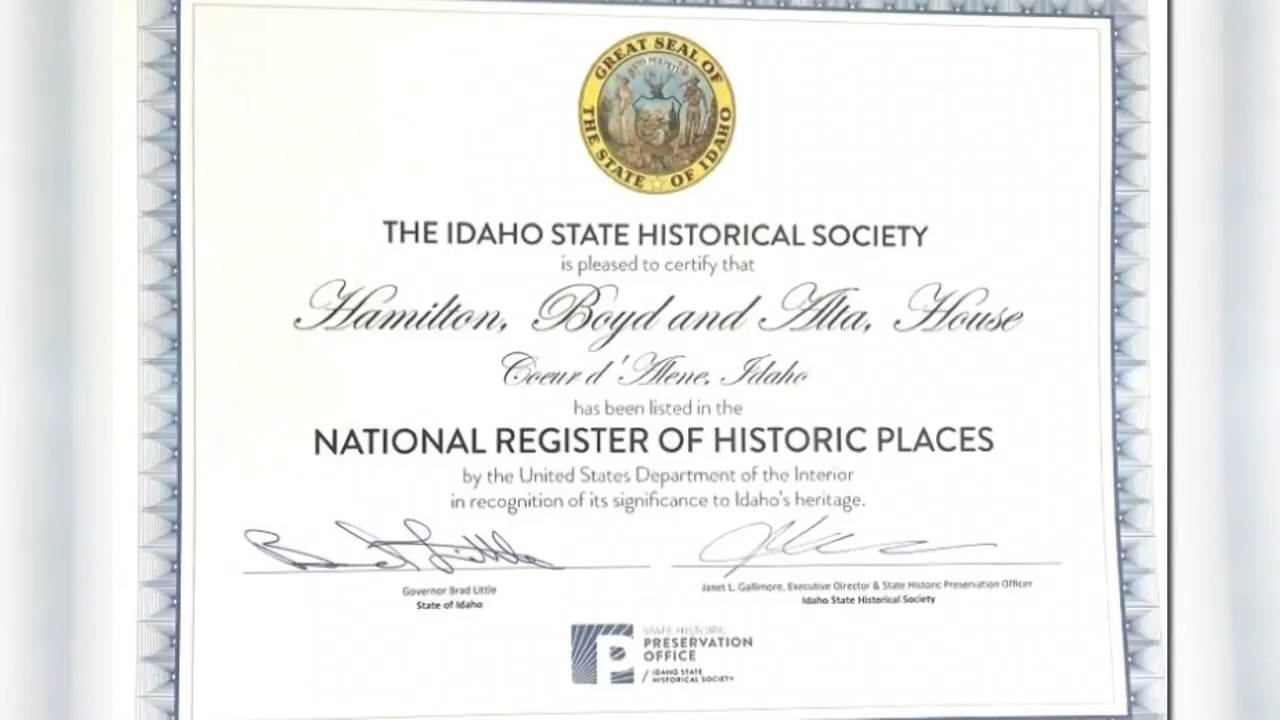 GREAT SEAL OF
THE STATE OF IDAHO
THE IDAHO STATE HISTORICAL SOCIETY
is pleased to certify that
Hamilton, Boyd and Alta, House
Coeur d'Alene, Idaho
has been listed in the
NATIONAL REGISTER OF HISTORIC PLACES
by the United States Department of the Interior
in recognition of its significance to Idaho's heritage.
Brad Little
Governor Brad Little
State of Idaho
Janet L. Gallimore, Executive Director & State Historic Preservation Officer
Idaho State Historical Society
STATE HISTORIC
PRESERVATION
OFFICE
/ IDAHO STATE
HISTORICAL SOCIETY